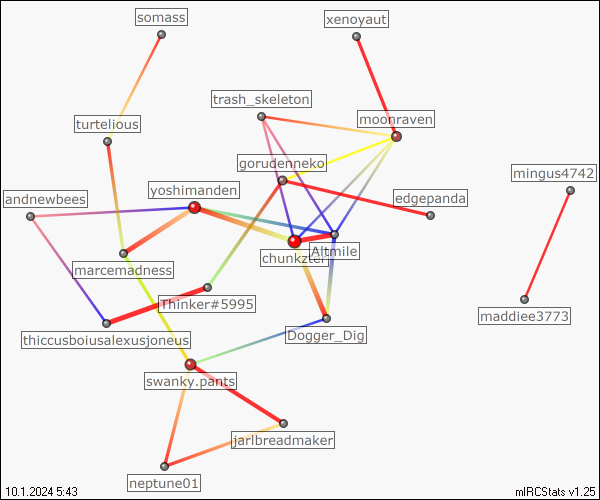 somass
xenoyaut
trash_skeleton
moonraven
turtelious
gorudenneko
mingus4742
yoshimanden
edgepanda
andnewbees
Altmile
marcemadness
Thinker#5995
maddiee3773
thiccusboiusalexusjoneus
Dogger_Dig
swanky.pants
jarlbreadmaker
neptune01
10.1.2024 5:43
mIRCStats v1.25